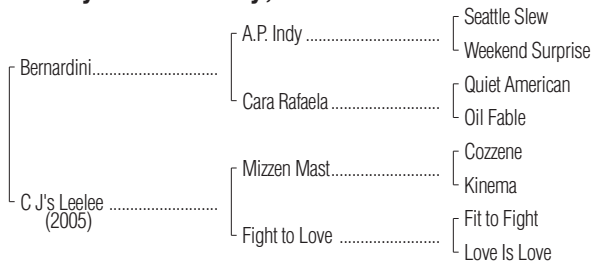 Seattle Slew
A.P. Indy ..............................
Weekend Surprise
Bernardini............................
Quiet American
Cara Rafaela ........................
Oil Fable
Cozzene
Mizzen Mast........................
Kinema
C J's Leelee ........................
(2005)
Fit to Fight
Fight to Love ......................
Love Is Love